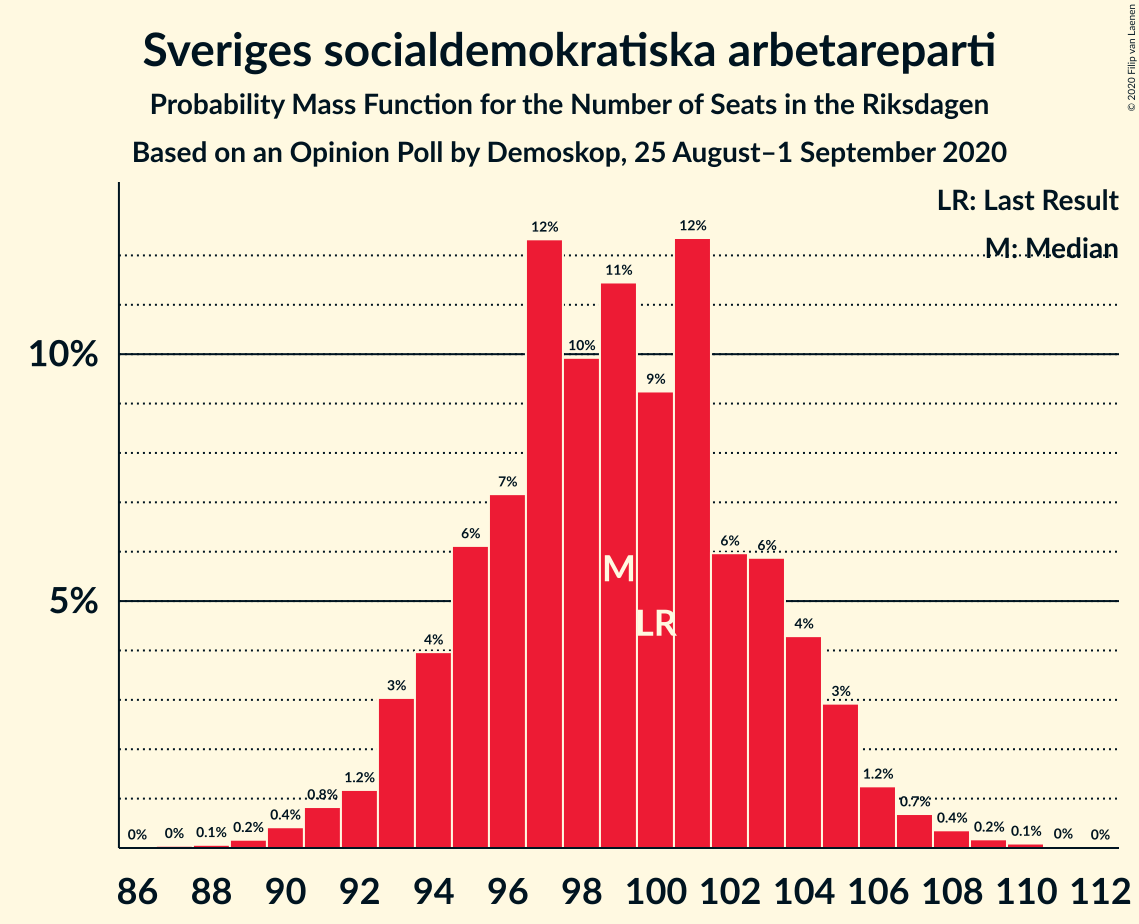 Sveriges socialdemokratiska arbetareparti
Probability Mass Function for the Number of Seats in the Riksdagen
Based on an Opinion Poll by Demoskop, 25 August–1 September 2020
© 2020 Filip van Laenen
LR: Last Result
M: Median
10%
5%
0% 0% 0.1% 0.2% 0.4% 0.8% 1.2% 3% 4% 6% 7% 12% 10% 11% 9% 12% 6% 6% 4% 3% 1.2% 0.7% 0.4% 0.2% 0.1% 0% 0%
M
LR
86 88 90 92 94 96 98 100 102 104 106 108 110 112